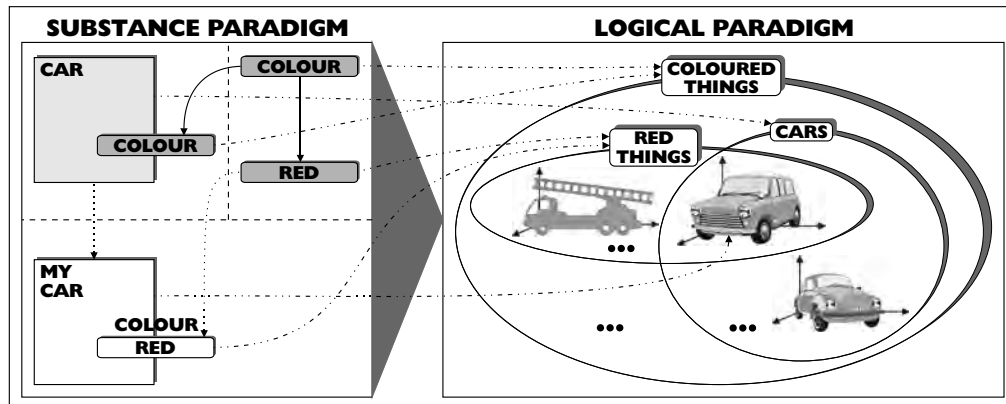 SUBSTANCE PARADIGM
CAR
COLOUR
COLOUR
RED
MY
CAR
COLOUR
RED
LOGICAL PARADIGM
COLOURED
THINGS
CARS
RED
THINGS
•••
•••
•••